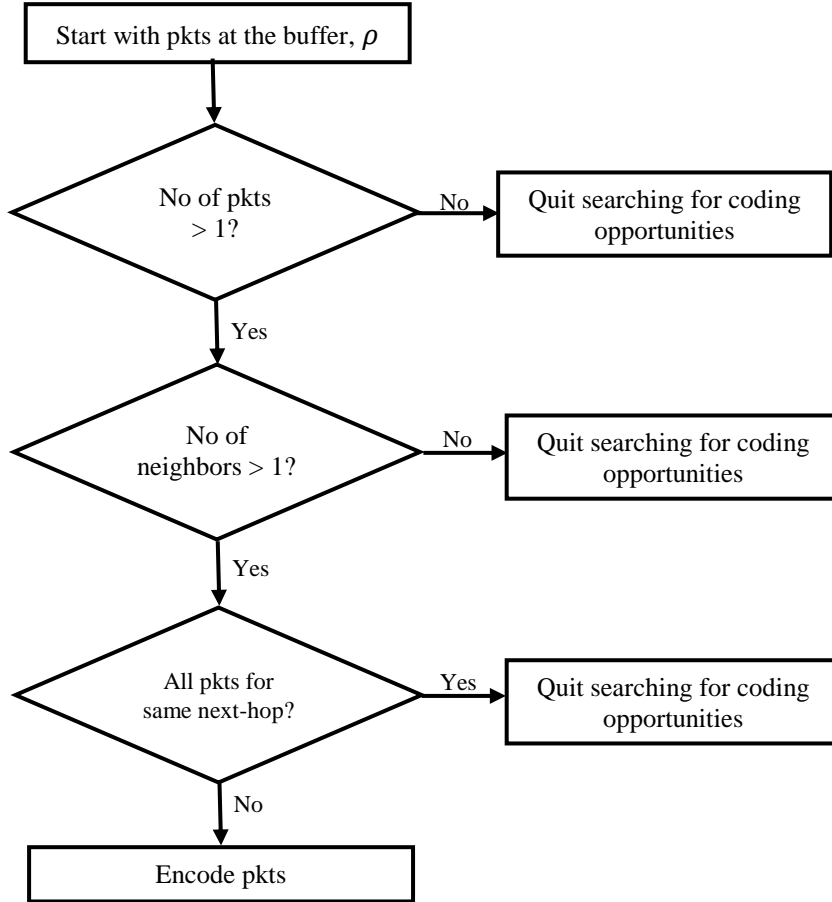 Start with pkts at the buffer, ρ
No of pkts
> 1?
No
Quit searching for coding
opportunities
Yes
No of
neighbors > 1?
No
Quit searching for coding
opportunities
Yes
All pkts for
same next-hop?
Yes
Quit searching for coding
opportunities
No
Encode pkts